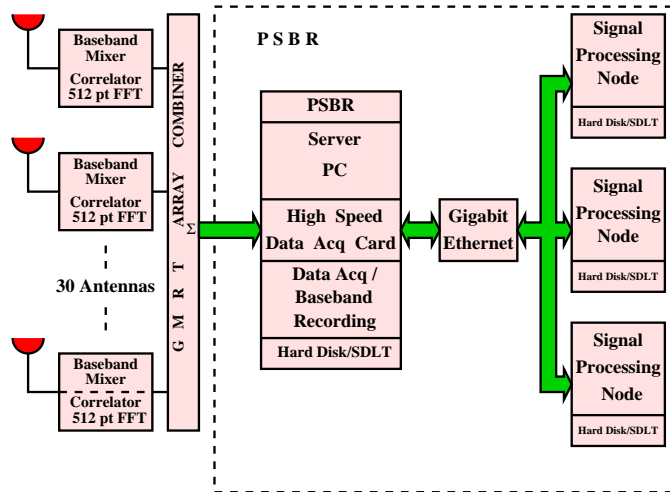 Baseband
Mixer
Correlator
512 pt FFT
Baseband
Mixer
Correlator
512 pt FFT
30 Antennas
Baseband
Mixer
Correlator
512 pt FFT
G M R T ARRAY COMBINER
Σ
P S B R
PSBR
Server
PC
High Speed
Data Acq Card
Data Acq /
Baseband
Recording
Hard Disk/SDLT
Gigabit
Ethernet
Signal
Processing
Node
Hard Disk/SDLT
Signal
Processing
Node
Hard Disk/SDLT
Signal
Processing
Node
Hard Disk/SDLT